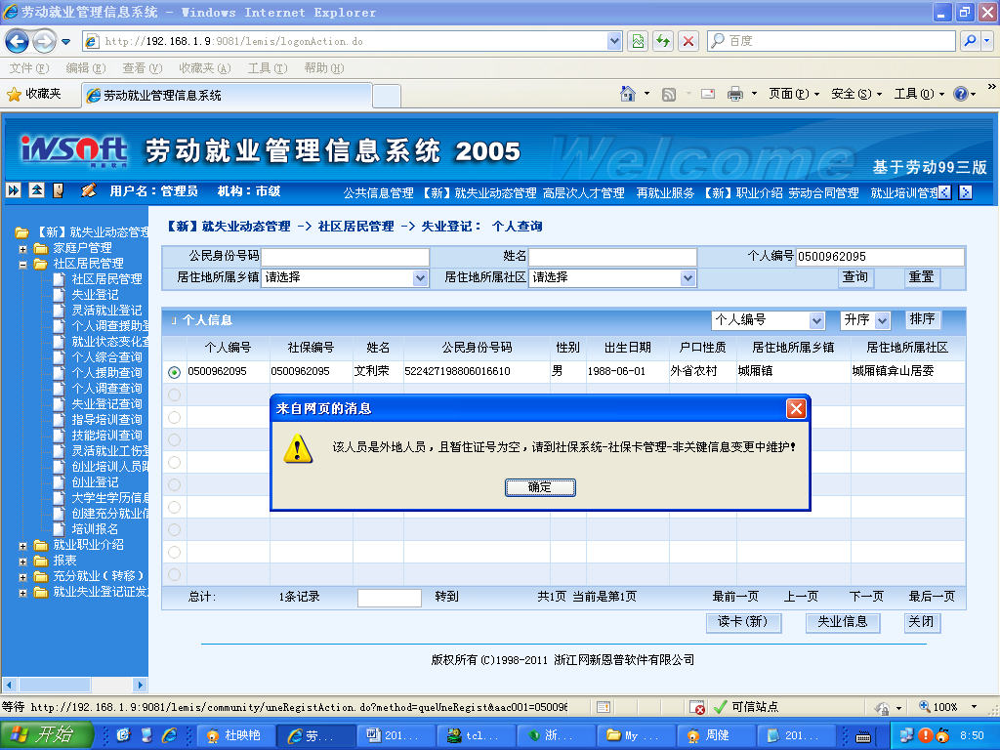 劳动就业管理信息系统 - Windows Internet Explorer
http://192.168.1.9:9081/lemis/logonAction.do
百度
文件(F) 编辑(E) 查看(V) 收藏夹(A) 工具(T) 帮助(H)
收藏夹 劳动就业管理信息系统 页面(P) 安全(S) 工具(O)
iNSoft 劳动就业管理信息系统 2005 Welcome
基于劳动99三版
用户名：管理员 机构：市级 公共信息管理 【新】就失业动态管理 高层次人才管理 再就业服务 【新】职业介绍 劳动合同管理 就业培训管理
【新】就失业动态管理
家庭户管理
社区居民管理
社区居民管理
失业登记
灵活就业登记
个人调查援助登
就业状态变化查
个人综合查询
个人援助查询
个人调查查询
失业登记查询
指导培训查询
技能培训查询
灵活就业工伤登
创业培训人员跟
创业登记
大学生学历信息
创建充分就业信
培训报名
就业职业介绍
报表
充分就业(转移)
就业失业登记证发
【新】就失业动态管理 -> 社区居民管理 -> 失业登记： 个人查询
公民身份号码 姓名 个人编号 0500962095
居住地所属乡镇 请选择 居住地所属社区 请选择 查询 重置
个人信息 个人编号 升序 排序
个人编号 社保编号 姓名 公民身份号码 性别 出生日期 户口性质 居住地所属乡镇 居住地所属社区
0500962095 0500962095 文利荣 522427198806016610 男 1988-06-01 外省农村 城厢镇 城厢镇弇山居委
来自网页的消息
该人员是外地人员，且暂住证号为空，请到社保系统-社保卡管理-非关键信息变更中维护！
确定
总计: 1条记录 转到 共1页 当前是第1页 最前一页 上一页 下一页 最后一页
读卡(新) 失业信息 关闭
版权所有(C)1998-2011 浙江网新恩普软件有限公司
等待 http://192.168.1.9:9081/lemis/community/uneRegistAction.do?method=queUneRegist&aac001=050096 可信站点 100%
开始 杜映艳 劳... 201... tcl... 浙... My ... 周健 201... 8:50